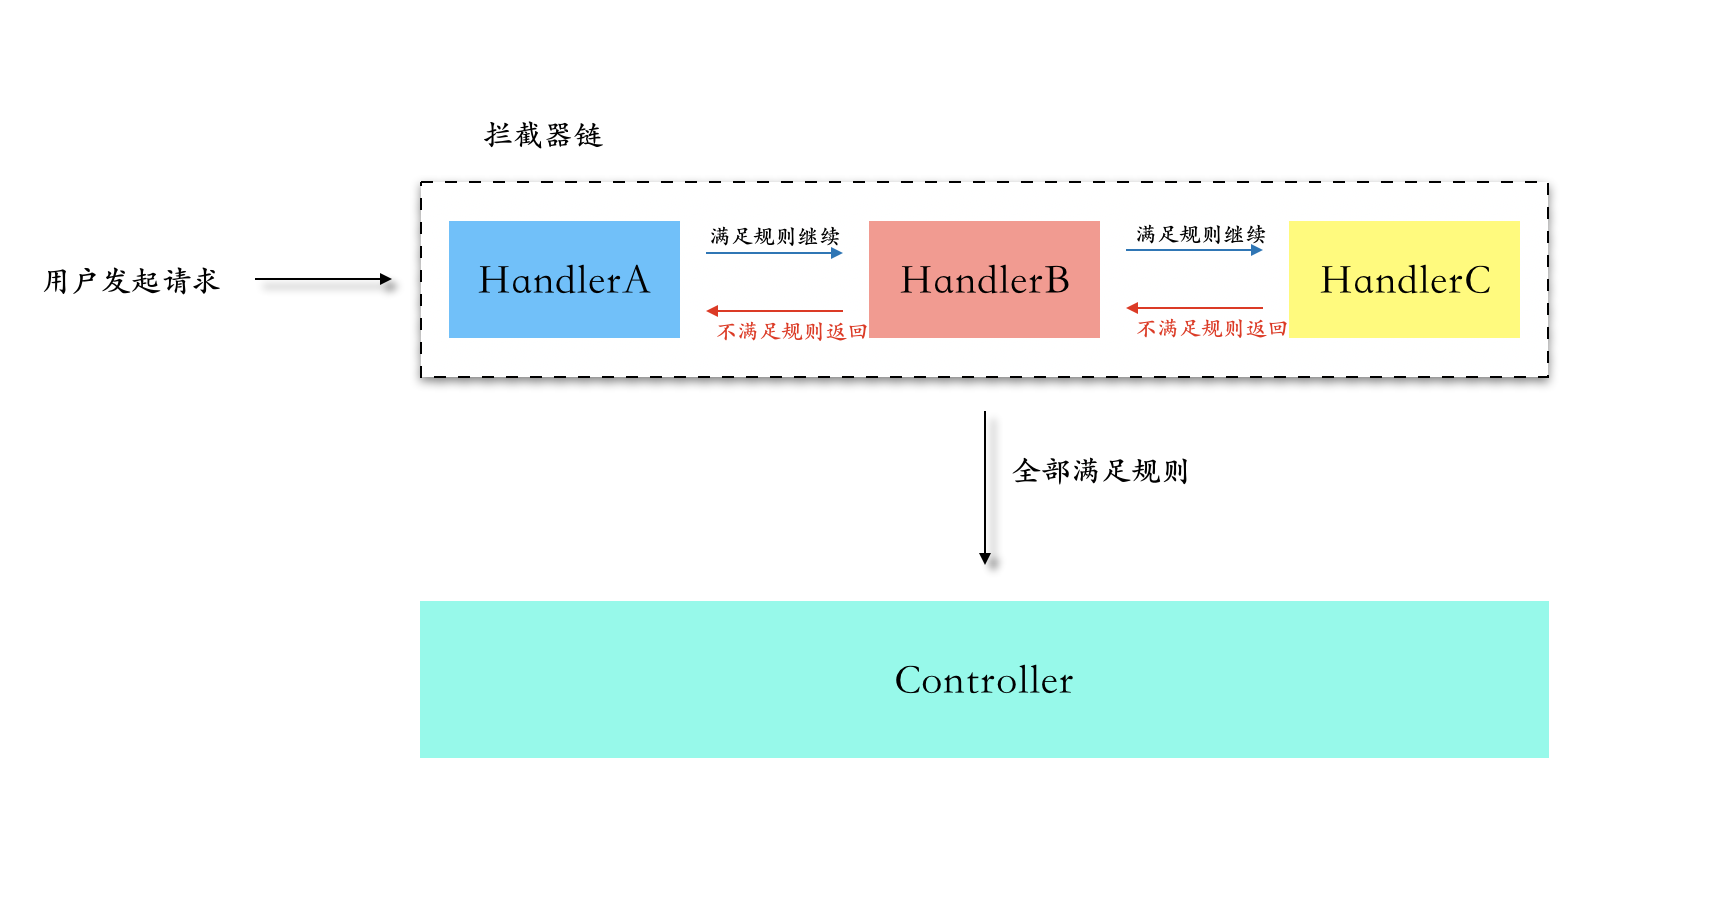 拦截器链
用户发起请求
HandlerA
满足规则继续
不满足规则返回
HandlerB
满足规则继续
不满足规则返回
HandlerC
全部满足规则
Controller